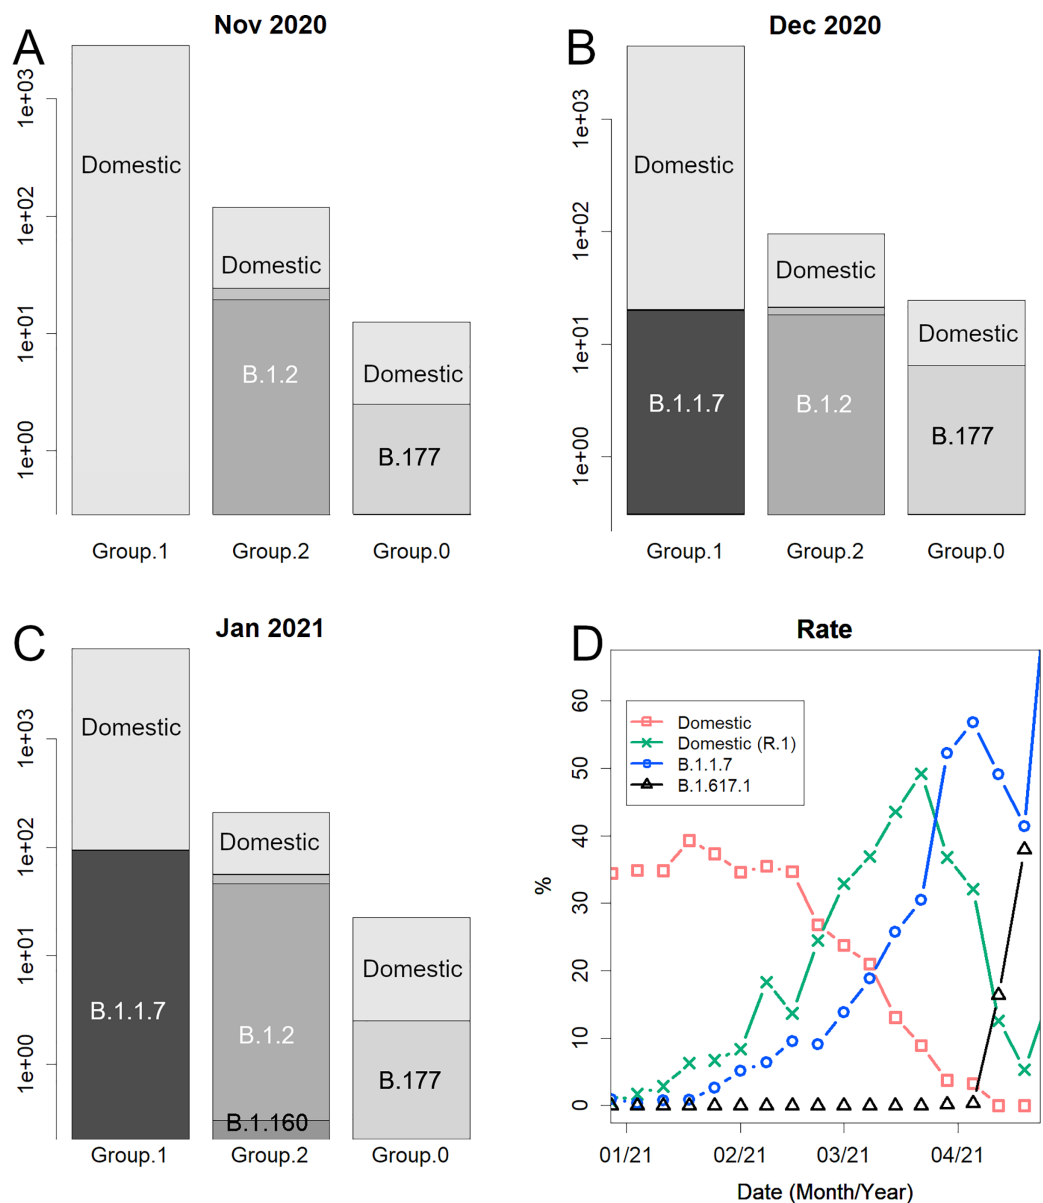 A
Nov 2020
1e+03
1e+02
1e+01
1e+00
Domestic
Domestic
B.1.2
Domestic
B.177
Group.1
Group.2
Group.0
B
Dec 2020
1e+03
1e+02
1e+01
1e+00
Domestic
B.1.1.7
Domestic
B.1.2
Domestic
B.177
Group.1
Group.2
Group.0
C
Jan 2021
1e+03
1e+02
1e+01
1e+00
Domestic
B.1.1.7
Domestic
B.1.2
B.1.160
Domestic
B.177
Group.1
Group.2
Group.0
D
Rate
%
60
50
40
30
20
10
0
Domestic
Domestic (R.1)
B.1.1.7
B.1.617.1
01/21
02/21
03/21
04/21
Date (Month/Year)